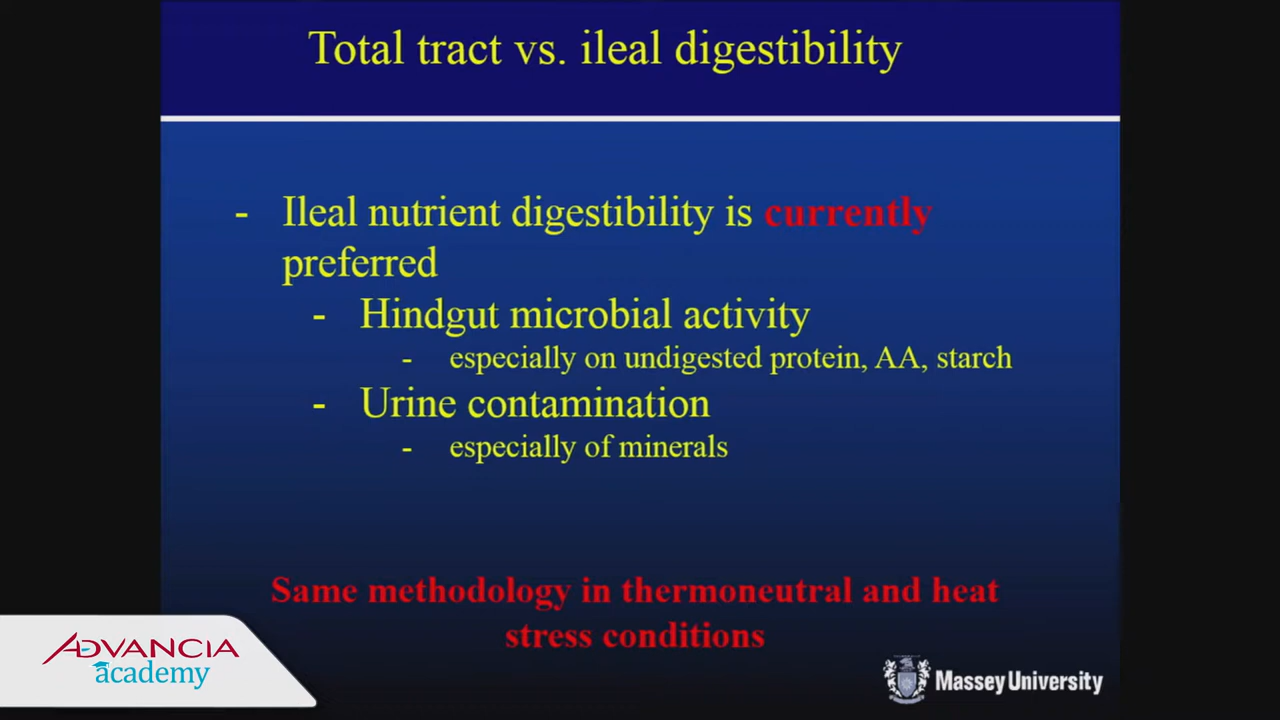 Total tract vs. ileal digestibility
- Ileal nutrient digestibility is currently
preferred
- Hindgut microbial activity
- especially on undigested protein, AA, starch
- Urine contamination
- especially of minerals
Same methodology in thermoneutral and heat
stress conditions
ADVANCIA
academy
Massey University